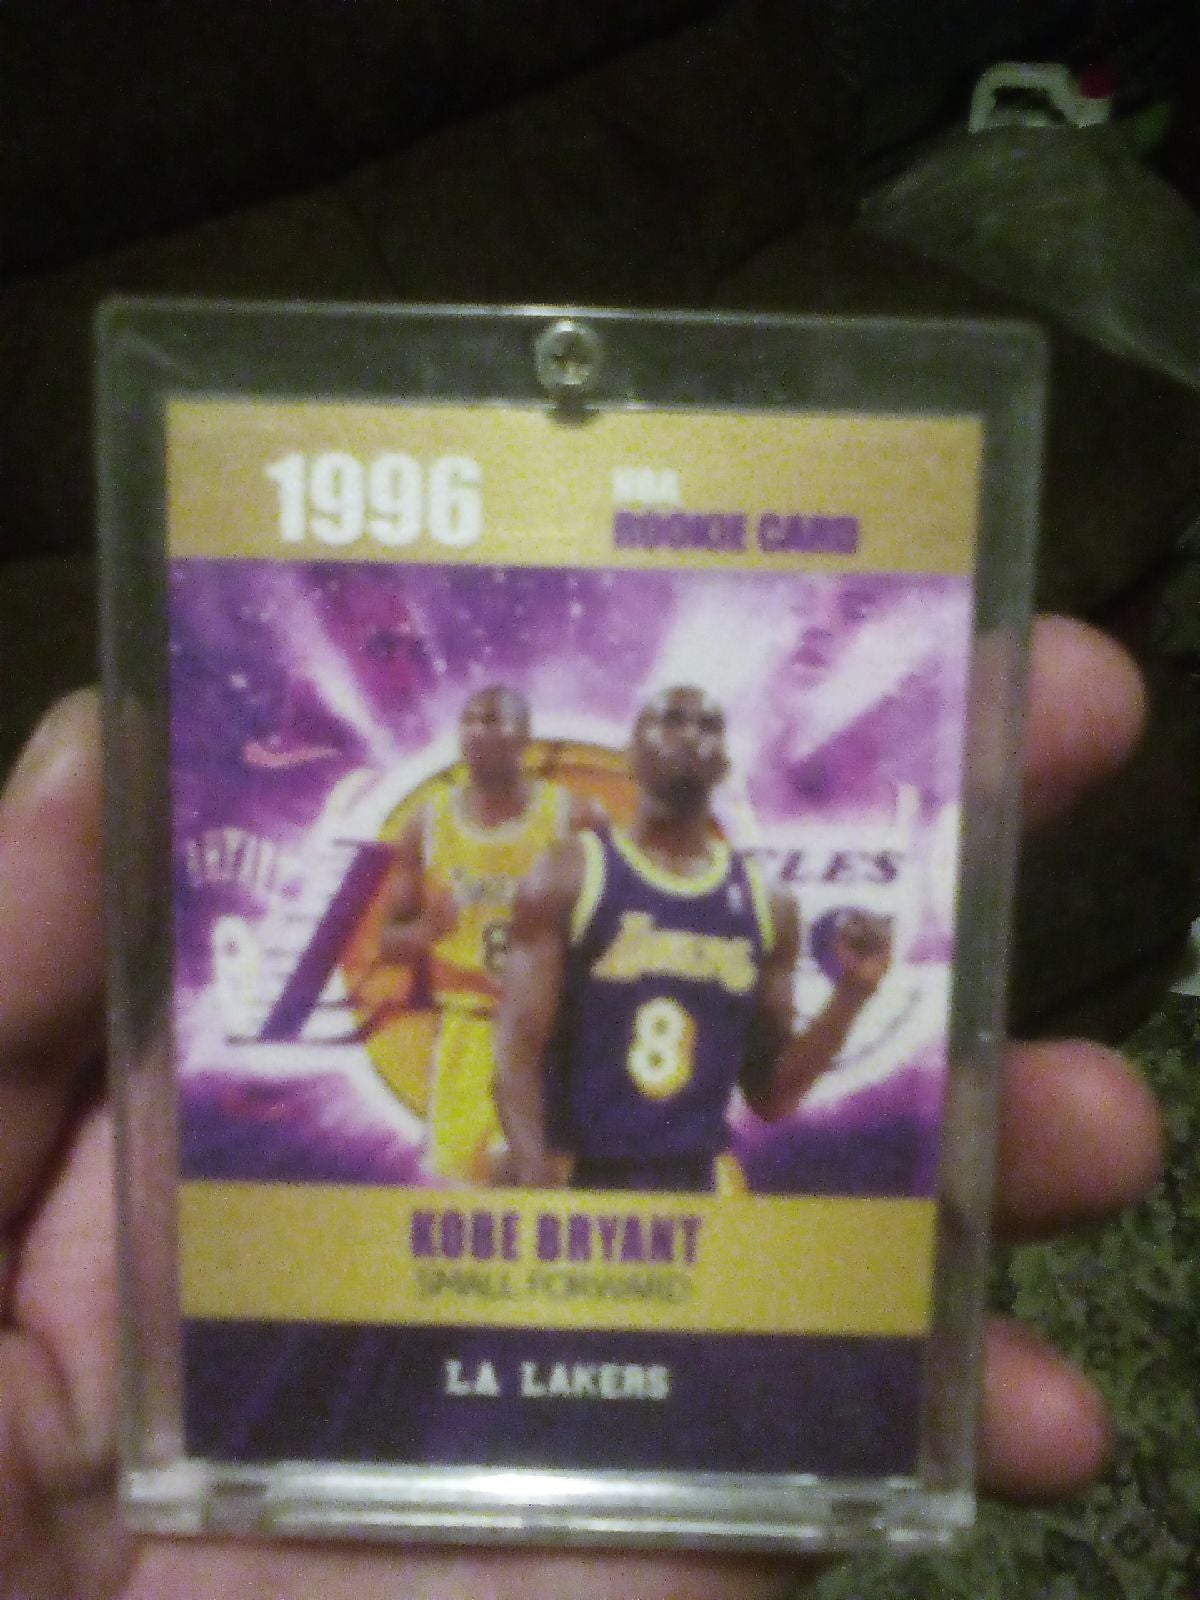 1996
NBA
ROOKIE CARD
Lakers
8
KOBE BRYANT
SMALL FORWARD
LA LAKERS